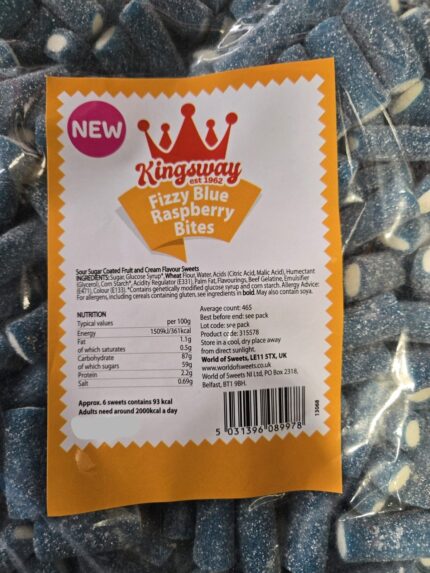 NEW
Kingsway
est 1962
Fizzy Blue
Raspberry
Bites
Sour Sugar Coated Fruit and Cream Flavour Sweets
INGREDIENTS: Sugar, Glucose Syrup*, Wheat Flour, Water, Acids (Citric Acid, Malic Acid), Humectant
(Glycerol), Corn Starch*, Acidity Regulator (E331), Palm Fat, Flavourings, Beef Gelatine, Emulsifier
(E471), Colour (E133). *Contains genetically modified glucose syrup and corn starch. Allergy Advice:
For allergens, including cereals containing gluten, see ingredients in bold. May also contain soya.
NUTRITION
Typical values per 100g
Energy 1509kJ/361kcal
Fat 1.1g
of which saturates 0.5g
Carbohydrate 87g
of which sugars 59g
Protein 2.2g
Salt 0.69g
Approx. 6 sweets contains 93 kcal
Adults need around 2000kcal a day
Average count: 465
Best before end: see pack
Lot code: see pack
Product code: 315578
Store in a cool, dry place away
from direct sunlight.
World of Sweets, LE11 5TX, UK
www.worldofsweets.co.uk
World of Sweets NI Ltd, PO Box 2318,
Belfast, BT1 9BH.
13568
5 031396 089978